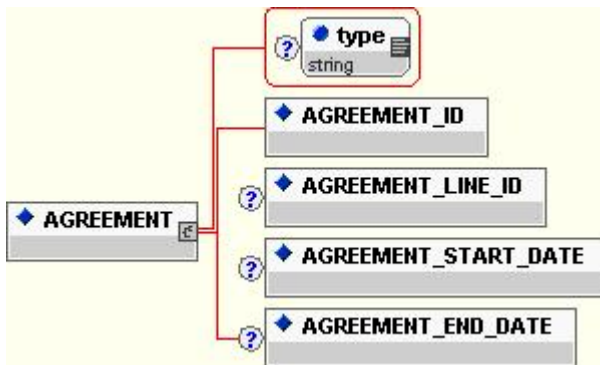 ? type
string
AGREEMENT_ID
? AGREEMENT_LINE_ID
AGREEMENT
? AGREEMENT_START_DATE
? AGREEMENT_END_DATE